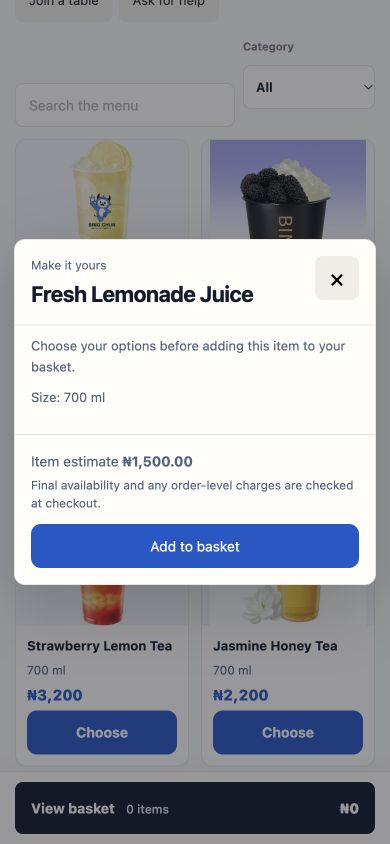 Join a table
Ask for help
Category
Search the menu
All
BING CHUN
BIN
Make it yours
Fresh Lemonade Juice
×
Choose your options before adding this item to your
basket.
Size: 700 ml
Item estimate ₦1,500.00
Final availability and any order-level charges are checked
at checkout.
Add to basket
Strawberry Lemon Tea
Jasmine Honey Tea
700 ml
700 ml
₦3,200
₦2,200
Choose
Choose
View basket 0 items ₦0